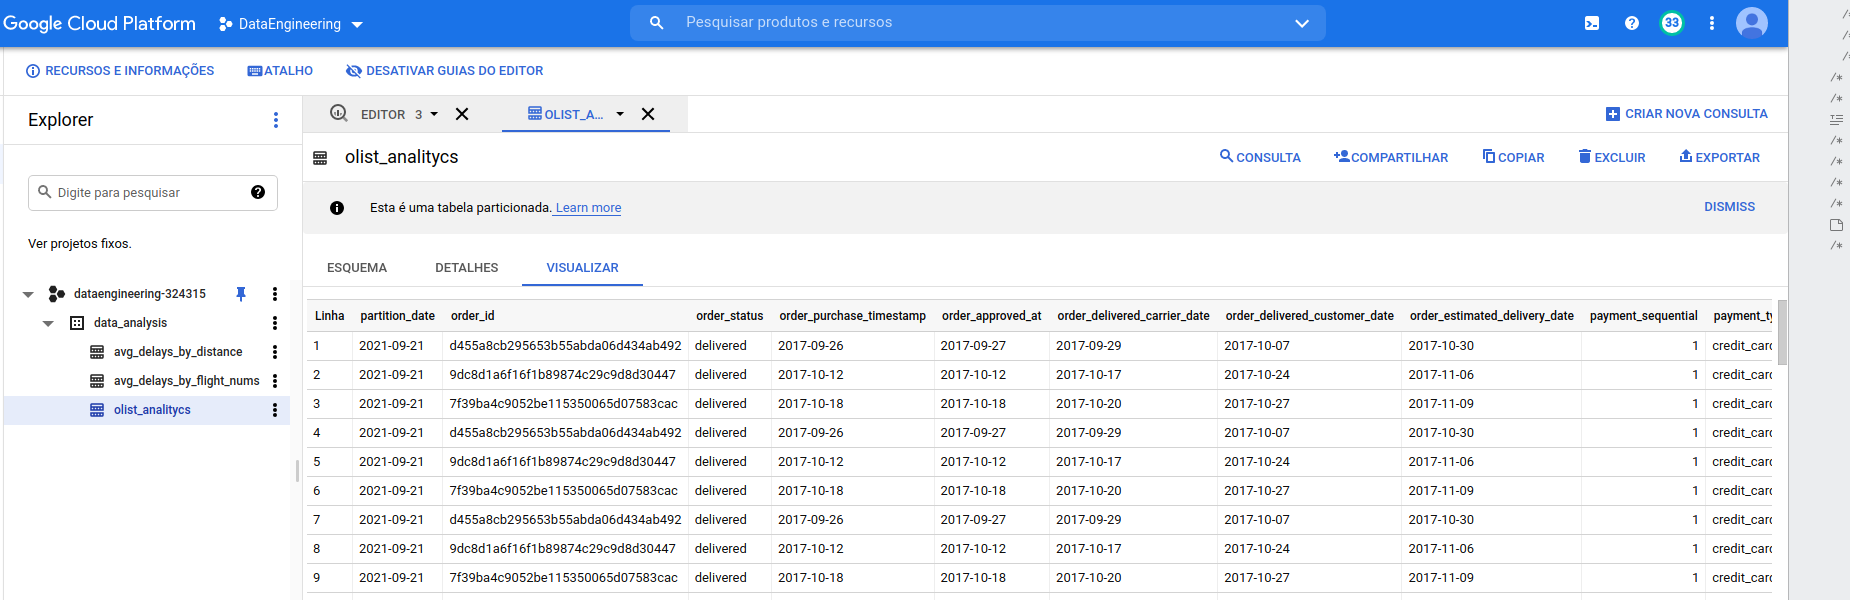 Google Cloud Platform DataEngineering Pesquisar produtos e recursos 33
RECURSOS E INFORMAÇÕES ATALHO DESATIVAR GUIAS DO EDITOR
Explorer
Digite para pesquisar
Ver projetos fixos.
dataengineering-324315
data_analysis
avg_delays_by_distance
avg_delays_by_flight_nums
olist_analitycs
EDITOR 3 OLIST_A... CRIAR NOVA CONSULTA
olist_analitycs CONSULTA COMPARTILHAR COPIAR EXCLUIR EXPORTAR
Esta é uma tabela particionada. Learn more DISMISS
ESQUEMA DETALHES VISUALIZAR
Linha partition_date order_id order_status order_purchase_timestamp order_approved_at order_delivered_carrier_date order_delivered_customer_date order_estimated_delivery_date payment_sequential payment_ty
1 2021-09-21 d455a8cb295653b55abda06d434ab492 delivered 2017-09-26 2017-09-27 2017-09-29 2017-10-07 2017-10-30 1 credit_card
2 2021-09-21 9dc8d1a6f16f1b89874c29c9d8d30447 delivered 2017-10-12 2017-10-12 2017-10-17 2017-10-24 2017-11-06 1 credit_card
3 2021-09-21 7f39ba4c9052be115350065d07583cac delivered 2017-10-18 2017-10-18 2017-10-20 2017-10-27 2017-11-09 1 credit_card
4 2021-09-21 d455a8cb295653b55abda06d434ab492 delivered 2017-09-26 2017-09-27 2017-09-29 2017-10-07 2017-10-30 1 credit_card
5 2021-09-21 9dc8d1a6f16f1b89874c29c9d8d30447 delivered 2017-10-12 2017-10-12 2017-10-17 2017-10-24 2017-11-06 1 credit_card
6 2021-09-21 7f39ba4c9052be115350065d07583cac delivered 2017-10-18 2017-10-18 2017-10-20 2017-10-27 2017-11-09 1 credit_card
7 2021-09-21 d455a8cb295653b55abda06d434ab492 delivered 2017-09-26 2017-09-27 2017-09-29 2017-10-07 2017-10-30 1 credit_card
8 2021-09-21 9dc8d1a6f16f1b89874c29c9d8d30447 delivered 2017-10-12 2017-10-12 2017-10-17 2017-10-24 2017-11-06 1 credit_card
9 2021-09-21 7f39ba4c9052be115350065d07583cac delivered 2017-10-18 2017-10-18 2017-10-20 2017-10-27 2017-11-09 1 credit_card